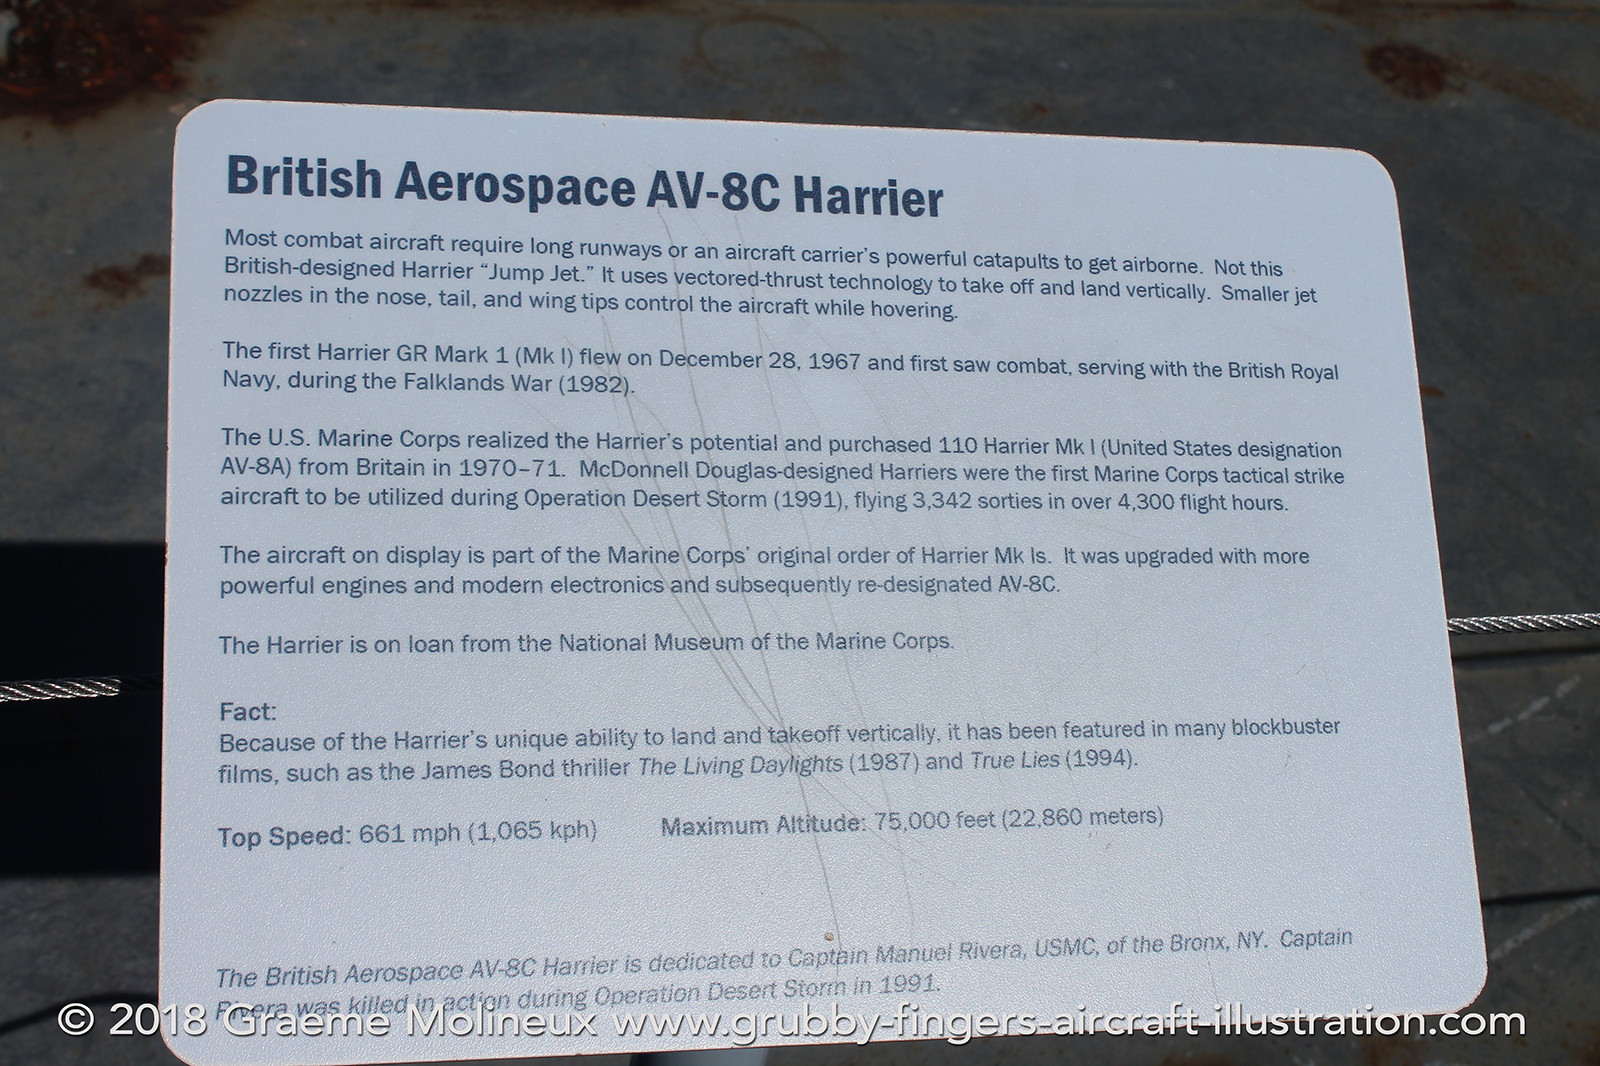 British Aerospace AV-8C Harrier
Most combat aircraft require long runways or an aircraft carrier's powerful catapults to get airborne. Not this
British-designed Harrier “Jump Jet.” It uses vectored-thrust technology to take off and land vertically. Smaller jet
nozzles in the nose, tail, and wing tips control the aircraft while hovering.
The first Harrier GR Mark 1 (Mk I) flew on December 28, 1967 and first saw combat, serving with the British Royal
Navy, during the Falklands War (1982).
The U.S. Marine Corps realized the Harrier's potential and purchased 110 Harrier Mk I (United States designation
AV-8A) from Britain in 1970–71. McDonnell Douglas-designed Harriers were the first Marine Corps tactical strike
aircraft to be utilized during Operation Desert Storm (1991), flying 3,342 sorties in over 4,300 flight hours.
The aircraft on display is part of the Marine Corps' original order of Harrier Mk Is. It was upgraded with more
powerful engines and modern electronics and subsequently re-designated AV-8C.
The Harrier is on loan from the National Museum of the Marine Corps.
Fact:
Because of the Harrier's unique ability to land and takeoff vertically, it has been featured in many blockbuster
films, such as the James Bond thriller The Living Daylights (1987) and True Lies (1994).
Top Speed: 661 mph (1,065 kph) Maximum Altitude: 75,000 feet (22,860 meters)
The British Aerospace AV-8C Harrier is dedicated to Captain Manuel Rivera, USMC, of the Bronx, NY. Captain
Rivera was killed in action during Operation Desert Storm in 1991.
© 2018 Graeme Molineux www.grubby-fingers-aircraft-illustration.com